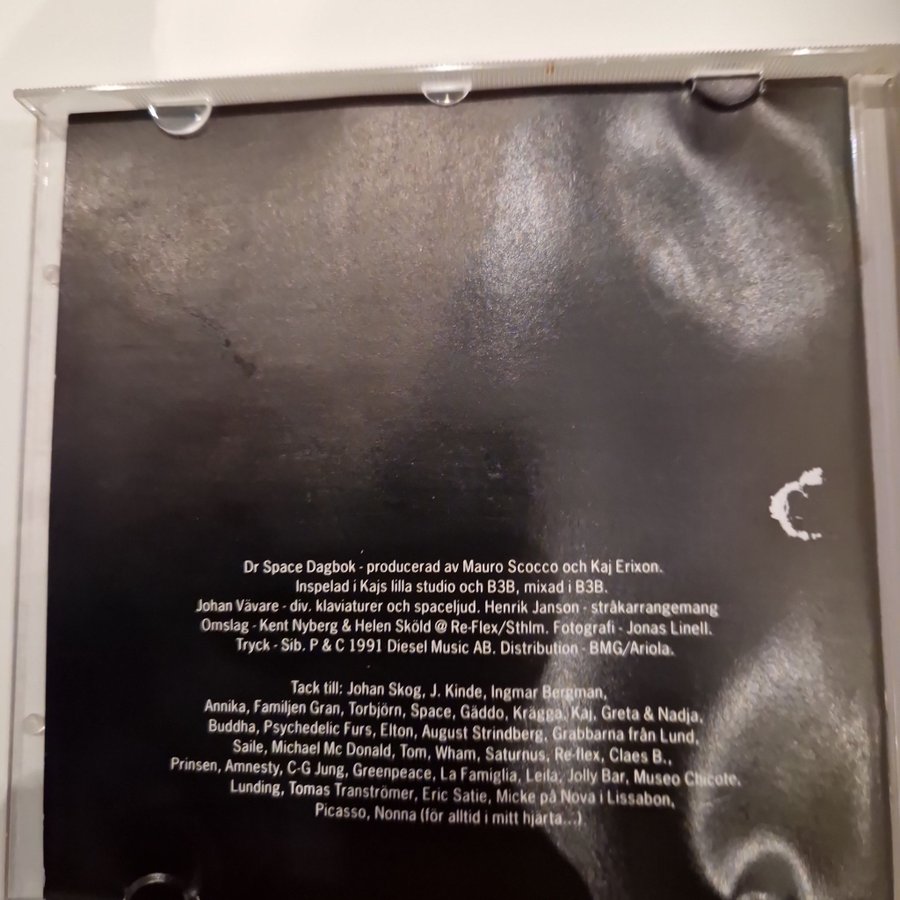 Dr Space Dagbok - producerad av Mauro Scocco och Kaj Erixon.
Inspelad i Kajs lilla studio och B3B, mixad i B3B.
Johan Vävare - div. klaviaturer och spaceljud. Henrik Janson - stråkarrangemang
Omslag - Kent Nyberg & Helen Sköld @ Re-Flex/Sthlm. Fotografi - Jonas Linell.
Tryck - Sib. P & C 1991 Diesel Music AB. Distribution - BMG/Ariola.
Tack till: Johan Skog, J. Kinde, Ingmar Bergman,
Annika, Familjen Gran, Torbjörn, Space, Gäddo, Krägga, Kaj, Greta & Nadja,
Buddha, Psychedelic Furs, Elton, August Strindberg, Grabbarna från Lund,
Saile, Michael Mc Donald, Tom, Wham, Saturnus, Re-flex, Claes B.,
Prinsen, Amnesty, C-G Jung, Greenpeace, La Famiglia, Leila, Jolly Bar, Museo Chicote.
Lunding, Tomas Tranströmer, Eric Satie, Micke på Nova i Lissabon,
Picasso, Nonna (för alltid i mitt hjärta...)